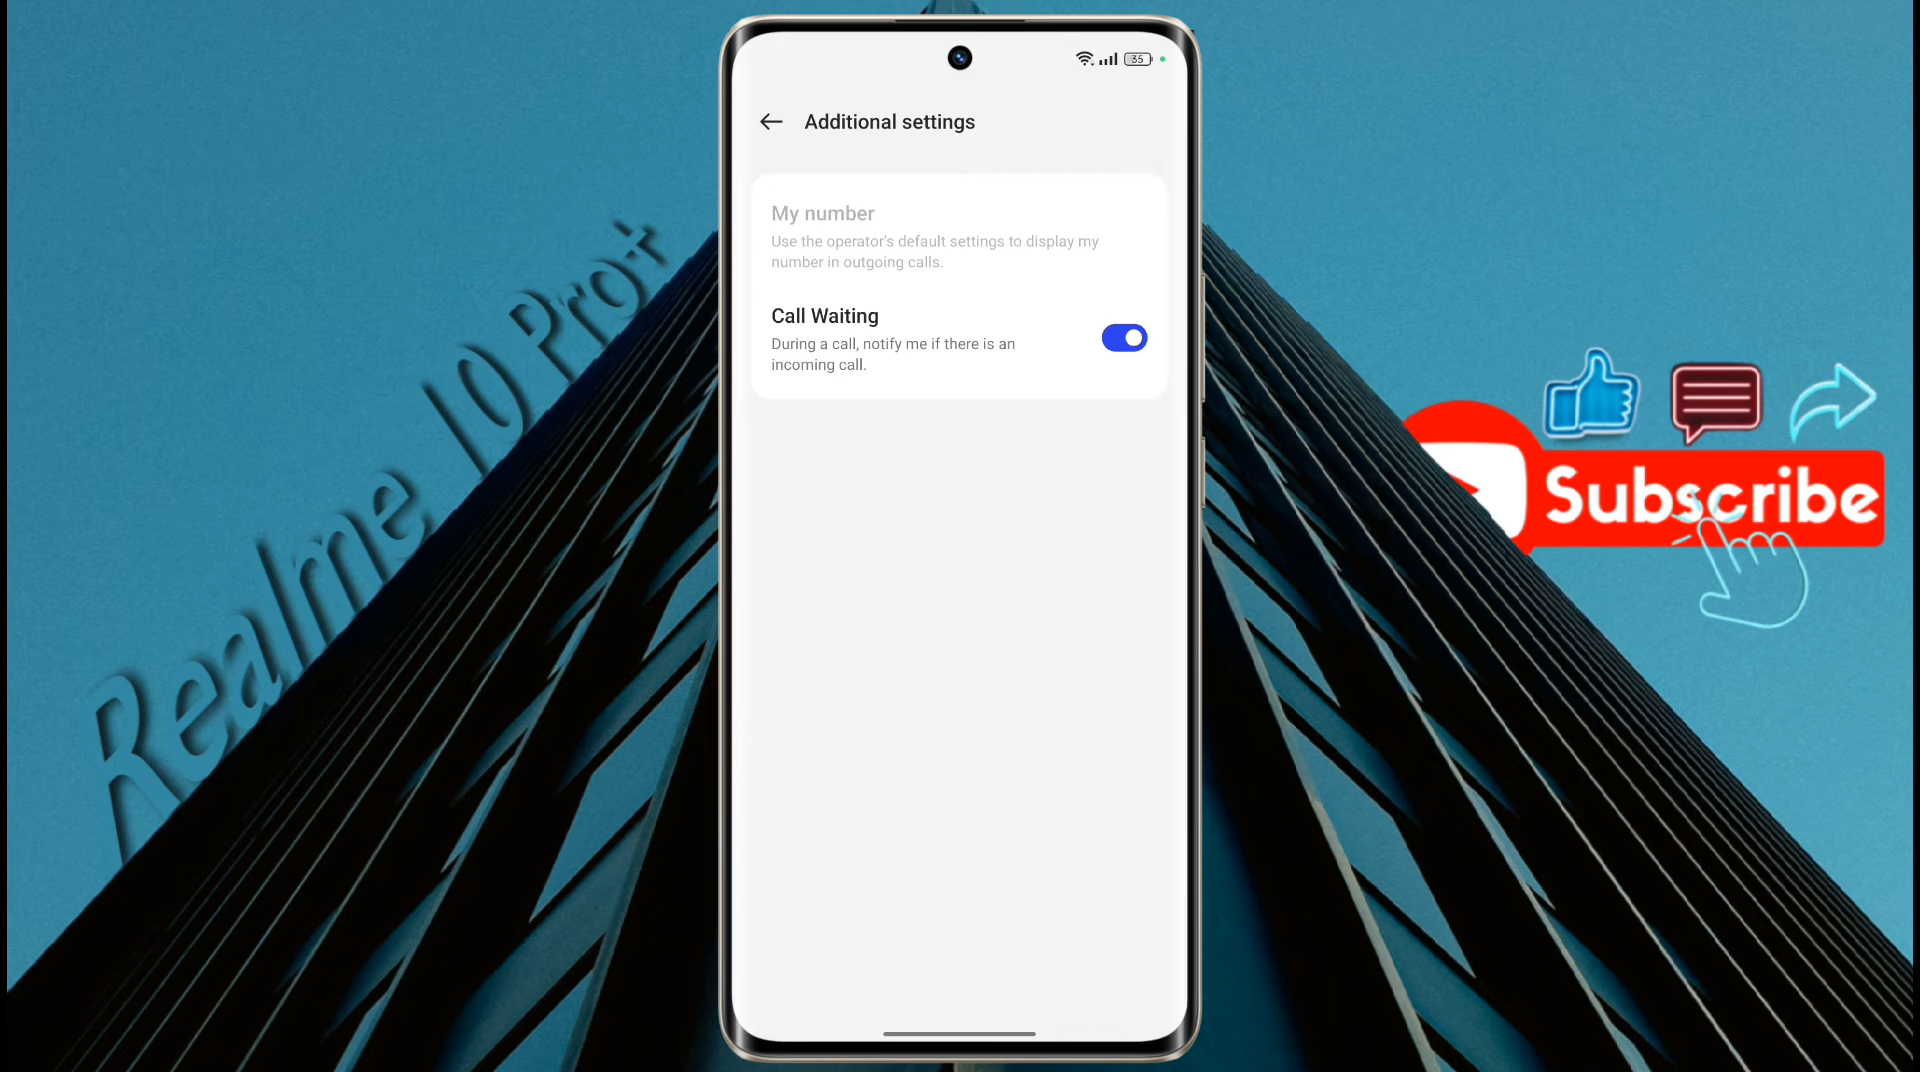 35
Additional settings
My number
Use the operator's default settings to display my
number in outgoing calls.
Call Waiting
During a call, notify me if there is an
incoming call.
Realme 10 Pro+
Subscribe